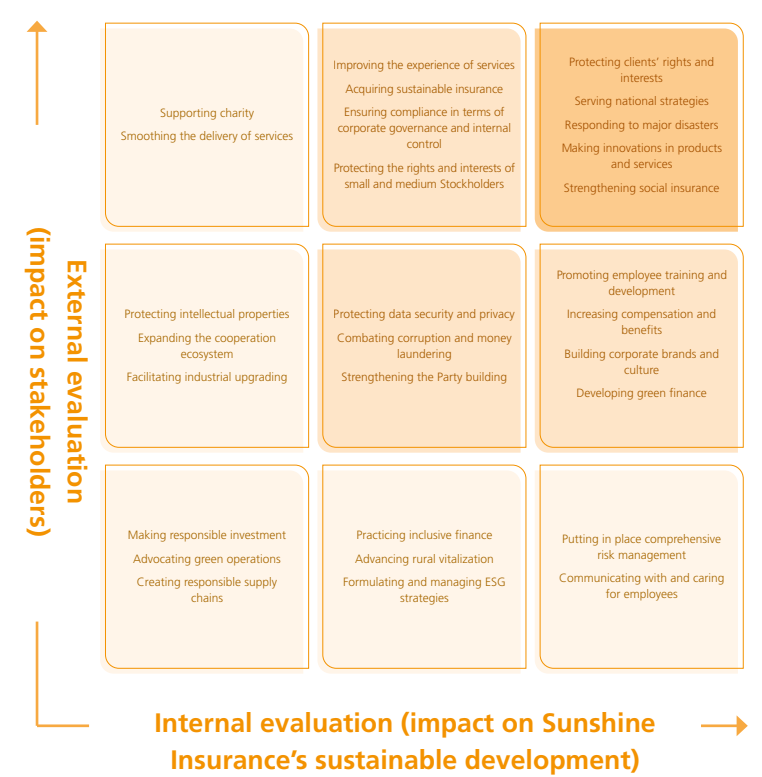 Supporting charity
Smoothing the delivery of services
Improving the experience of services
Acquiring sustainable insurance
Ensuring compliance in terms of
corporate governance and internal
control
Protecting the rights and interests of
small and medium Stockholders
Protecting clients’ rights and
interests
Serving national strategies
Responding to major disasters
Making innovations in products
and services
Strengthening social insurance
External evaluation
(impact on stakeholders)
Protecting intellectual properties
Expanding the cooperation
ecosystem
Facilitating industrial upgrading
Protecting data security and privacy
Combating corruption and money
laundering
Strengthening the Party building
Promoting employee training and
development
Increasing compensation and
benefits
Building corporate brands and
culture
Developing green finance
Making responsible investment
Advocating green operations
Creating responsible supply
chains
Practicing inclusive finance
Advancing rural vitalization
Formulating and managing ESG
strategies
Putting in place comprehensive
risk management
Communicating with and caring
for employees
Internal evaluation (impact on Sunshine
Insurance’s sustainable development)